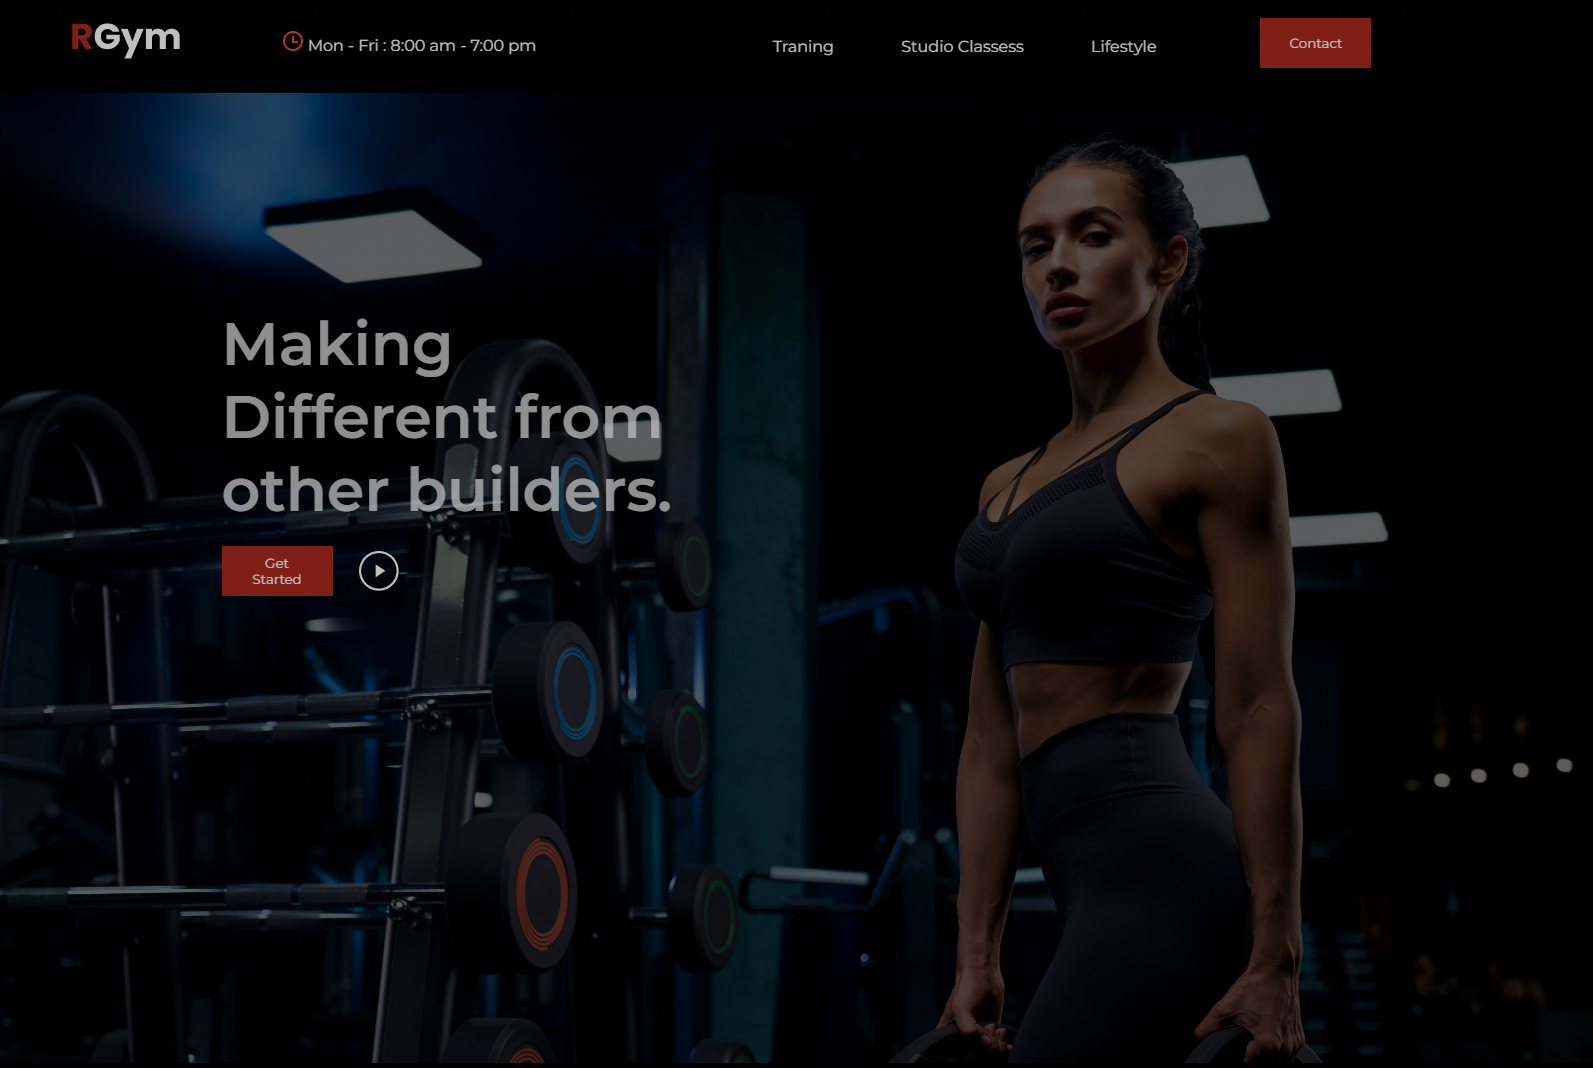 RGym
Mon - Fri : 8:00 am - 7:00 pm
Traning
Studio Classess
Lifestyle
Contact
Making
Different from
other builders.
Get
Started